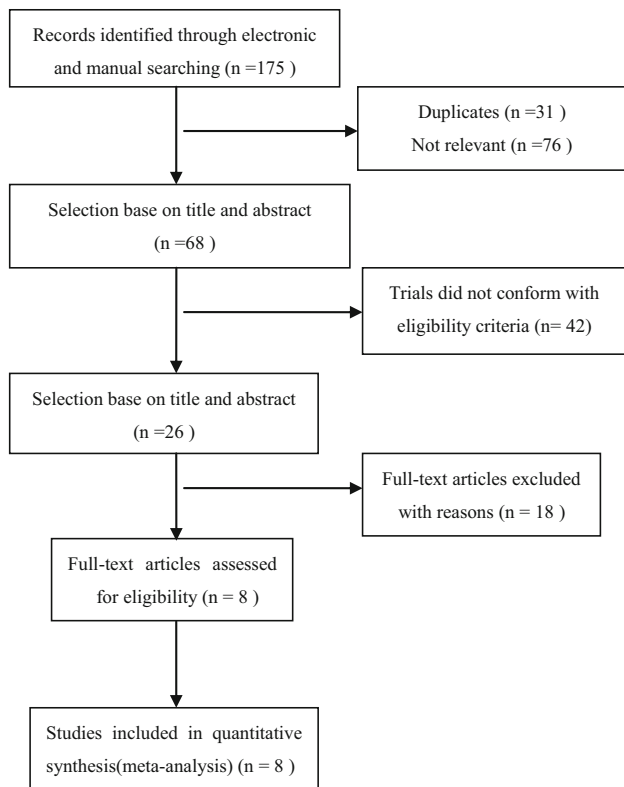 Records identified through electronic
and manual searching (n =175 )
Duplicates (n =31 )
Not relevant (n =76 )
Selection base on title and abstract
(n =68 )
Trials did not conform with
eligibility criteria (n= 42)
Selection base on title and abstract
(n =26 )
Full-text articles excluded
with reasons (n = 18 )
Full-text articles assessed
for eligibility (n = 8 )
Studies included in quantitative
synthesis(meta-analysis) (n = 8 )